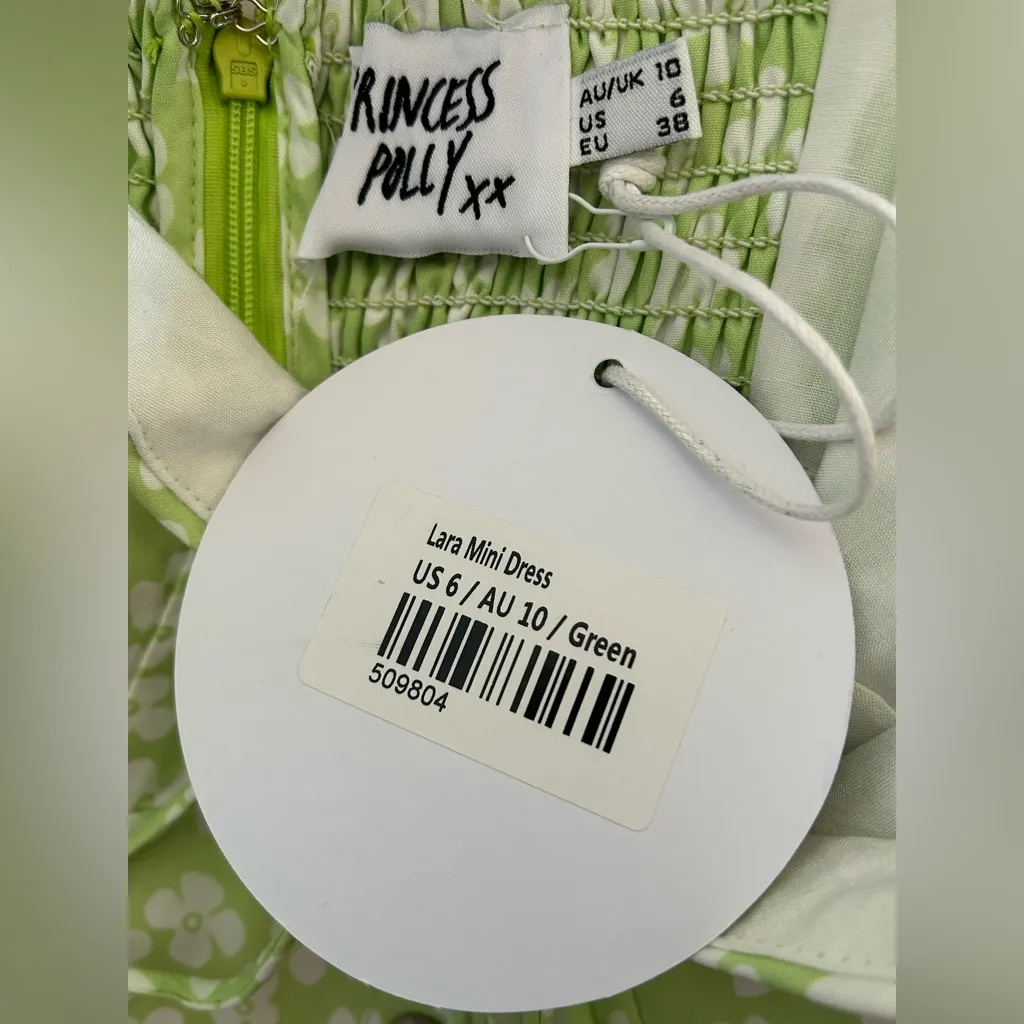 SBS
PRINCESS
POLLY xx
AU/UK 10
US 6
EU 38
Lara Mini Dress
US 6 / AU 10 / Green
509804